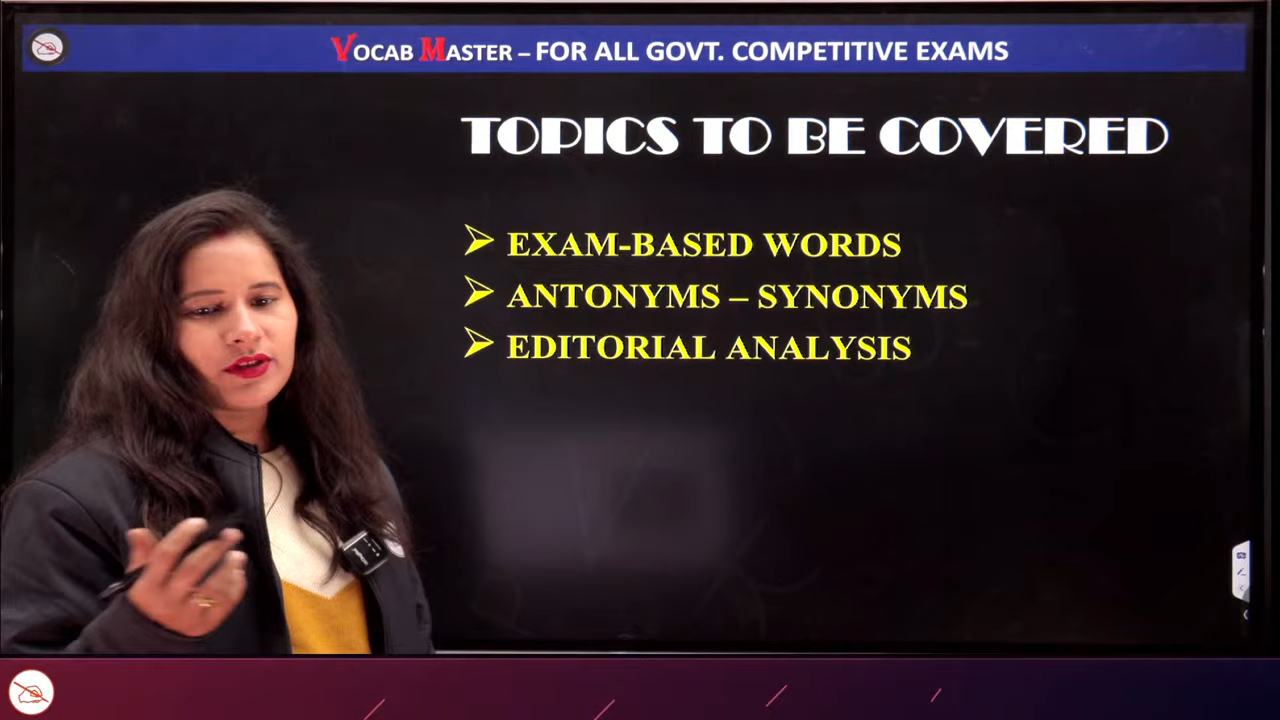 VOCAB MASTER – FOR ALL GOVT. COMPETITIVE EXAMS
TOPICS TO BE COVERED
EXAM-BASED WORDS
ANTONYMS – SYNONYMS
EDITORIAL ANALYSIS